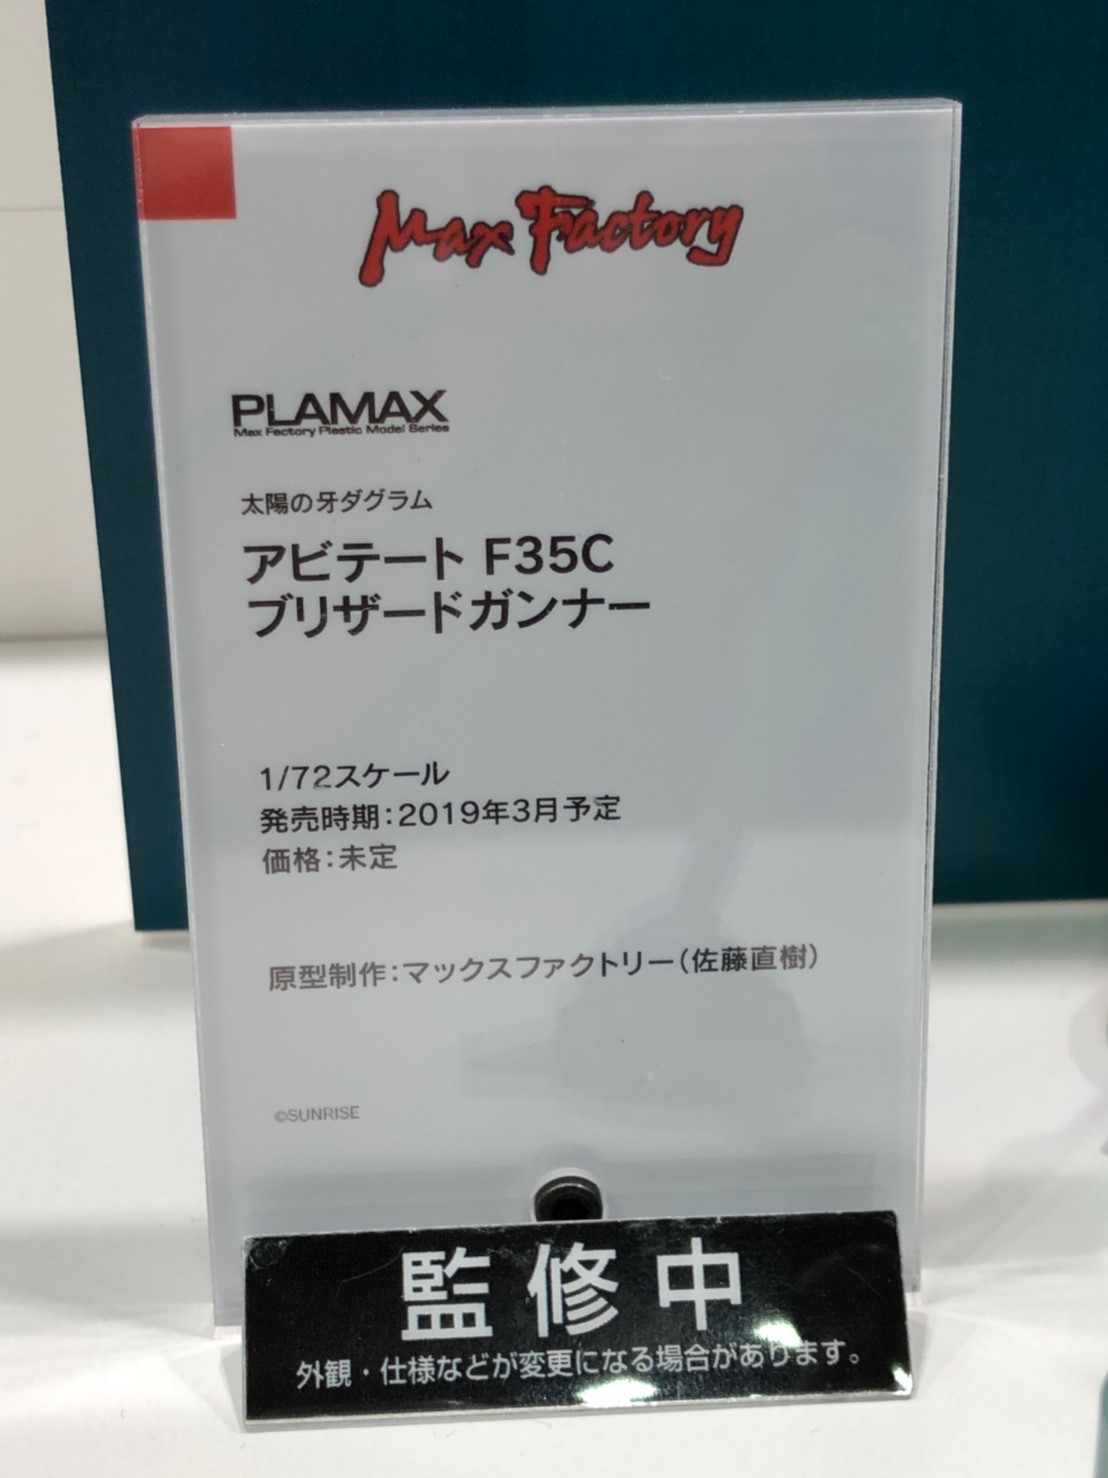 Max Factory
PLAMAX
Max Factory Plastic Model Series
太陽の牙ダグラム
アビテート F35C
ブリザードガンナー
1/72スケール
発売時期：2019年3月予定
価格：未定
原型制作：マックスファクトリー（佐藤直樹）
©SUNRISE
監修中
外観・仕様などが変更になる場合があります。